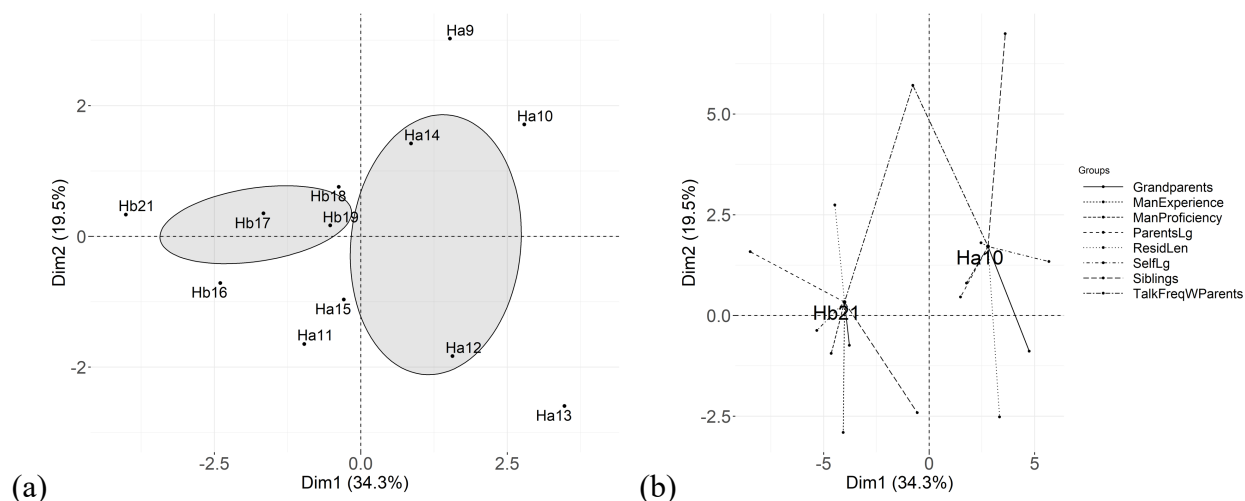 Ha9
Ha10
2
Ha14
Hb18
Hb21
Hb17
Hb19
0
Hb16
Ha15
Ha11
Ha12
-2
Ha13
-2.5 0.0 2.5
Dim1 (34.3%)
Dim2 (19.5%)
(a)
5.0
2.5
0.0
-2.5
Ha10
Hb21
-5 0 5
Dim1 (34.3%)
Dim2 (19.5%)
(b)
Groups
Grandparents
ManExperience
ManProficiency
ParentsLg
ResidLen
SelfLg
Siblings
TalkFreqWParents